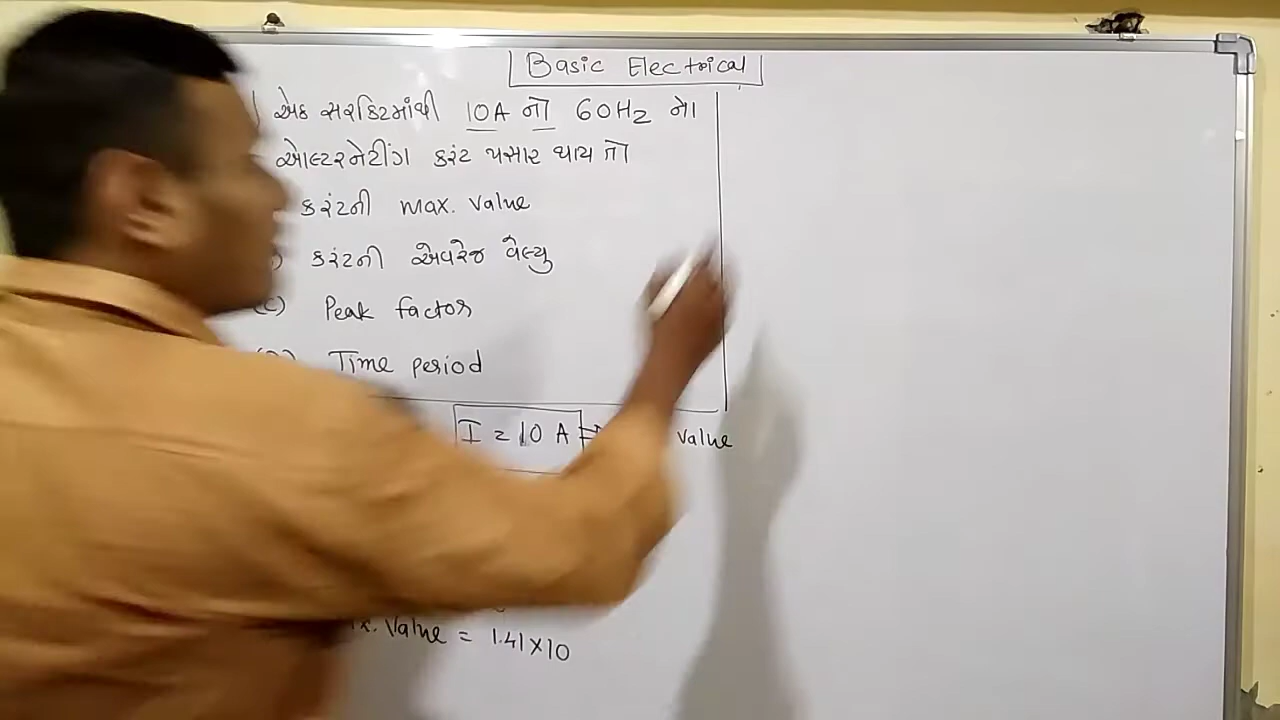 Basic Electrical
એક સરકિટમાંથી 10A નો 60Hz નો
ઓલ્ટરનેટીંગ કરંટ પસાર થાય તો
કરંટની max. value
કરંટની એવરેજ વેલ્યુ
(C) Peak factor
Time period
I = 10 A ⇒ value
x. value = 1.41×10